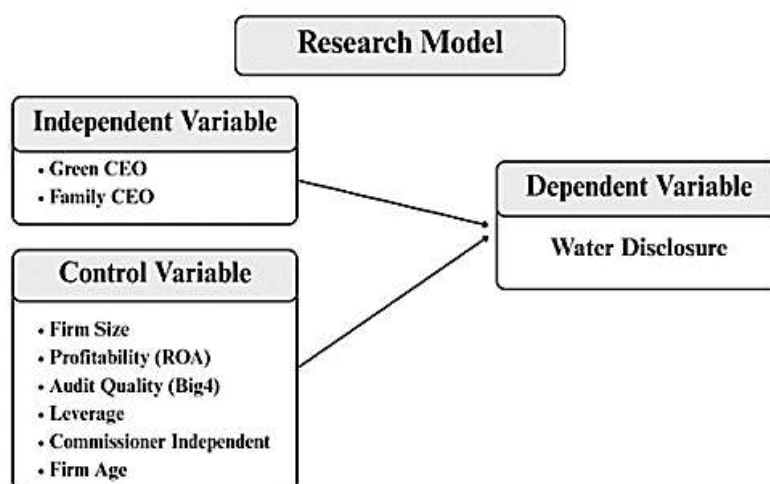 Research Model
Independent Variable
• Green CEO
• Family CEO
Dependent Variable
Water Disclosure
Control Variable
• Firm Size
• Profitability (ROA)
• Audit Quality (Big4)
• Leverage
• Commissioner Independent
• Firm Age